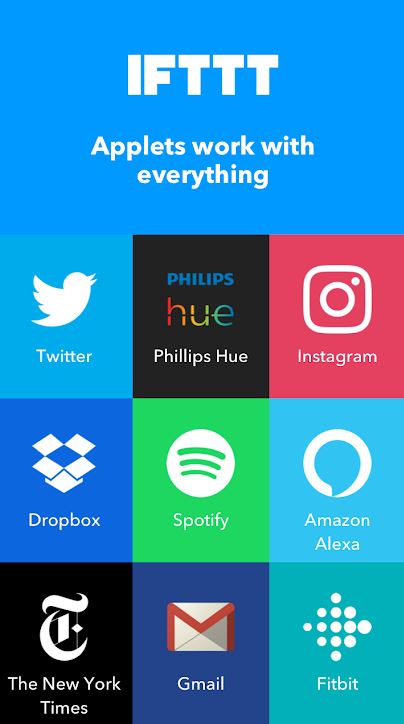 IFTTT
Applets work with
everything
Twitter
PHILIPS
hue
Phillips Hue
Instagram
Dropbox
Spotify
Amazon
Alexa
T
The New York
Times
Gmail
Fitbit